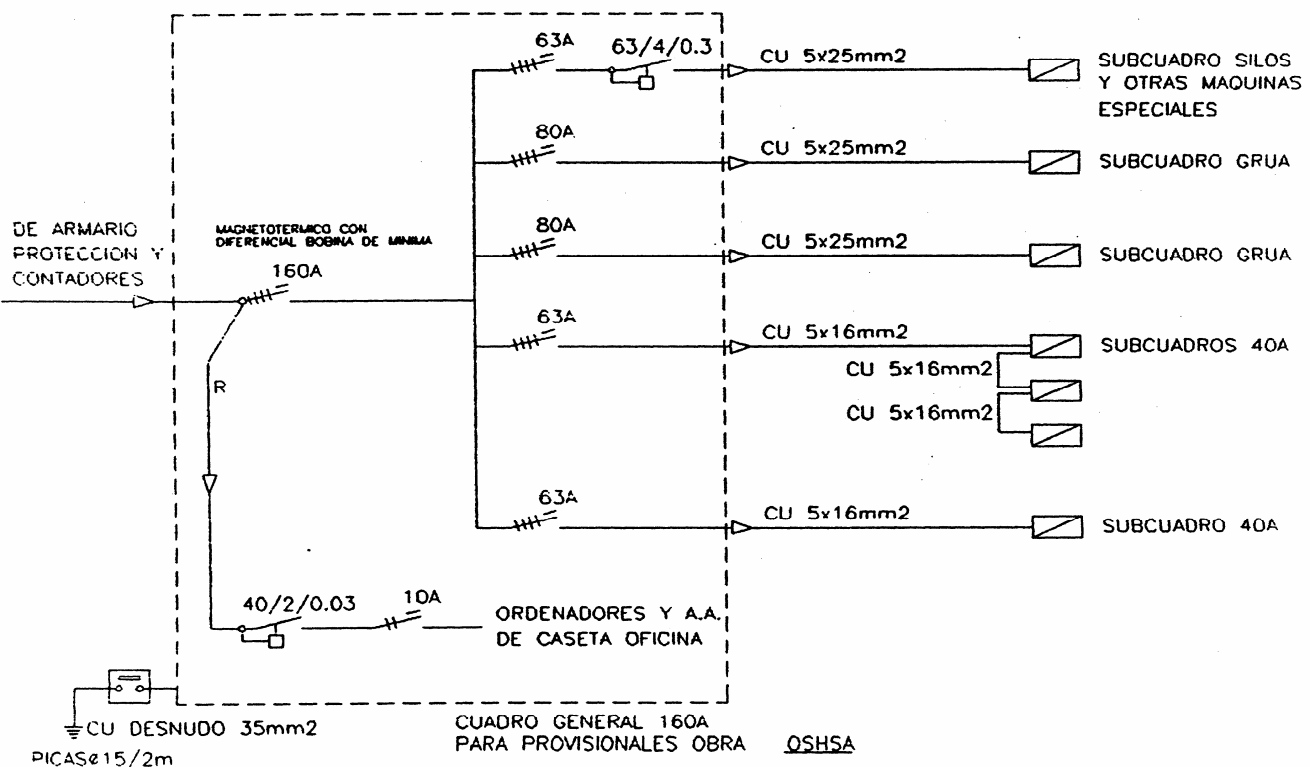 63A
63/4/0.3
CU 5x25mm2
SUBCUADRO SILOS
Y OTRAS MAQUINAS
ESPECIALES
80A
CU 5x25mm2
SUBCUADRO GRUA
DE ARMARIO
PROTECCION Y
CONTADORES
MAGNETOTERMICO CON
DIFERENCIAL BOBINA DE MINIMA
160A
80A
CU 5x25mm2
SUBCUADRO GRUA
63A
CU 5x16mm2
SUBCUADROS 40A
CU 5x16mm2
CU 5x16mm2
R
63A
CU 5x16mm2
SUBCUADRO 40A
40/2/0.03
10A
ORDENADORES Y A.A.
DE CASETA OFICINA
CU DESNUDO 35mm2
PICASø15/2m
CUADRO GENERAL 160A
PARA PROVISIONALES OBRA
OSHSA